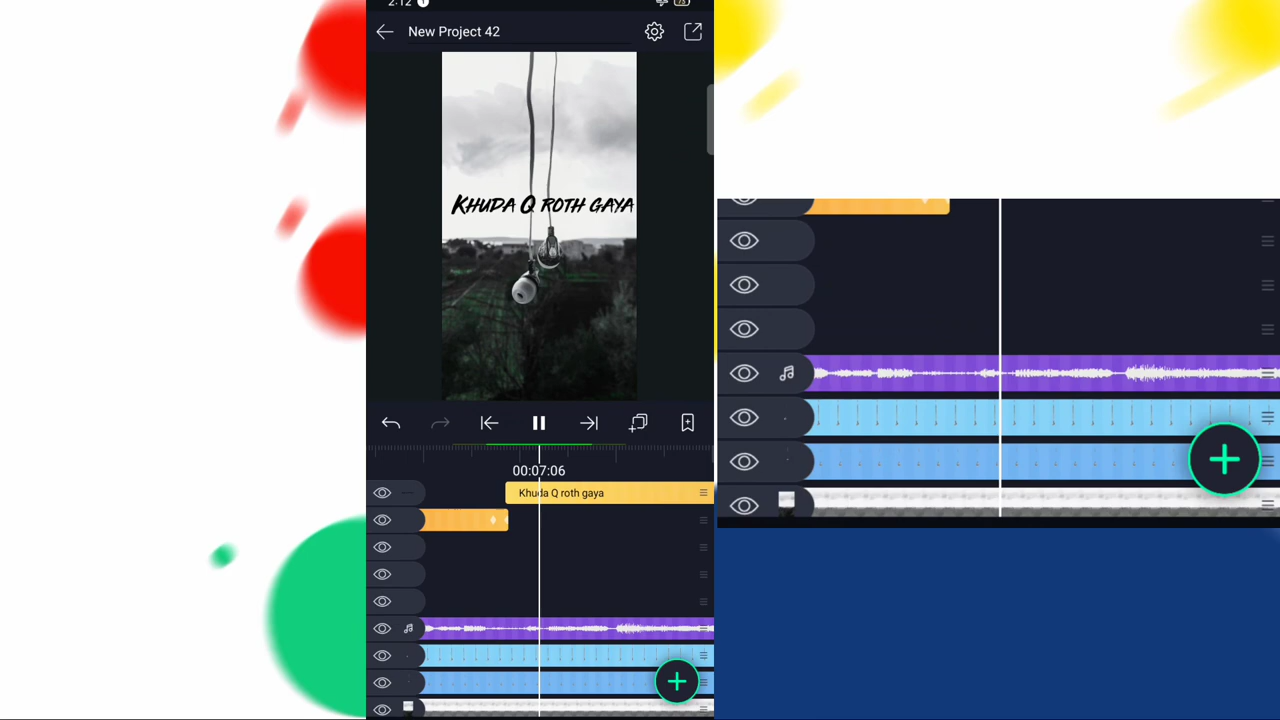 2:12
New Project 42
Khuda Q roth gaya
00:07:06
Khuda Q roth gaya